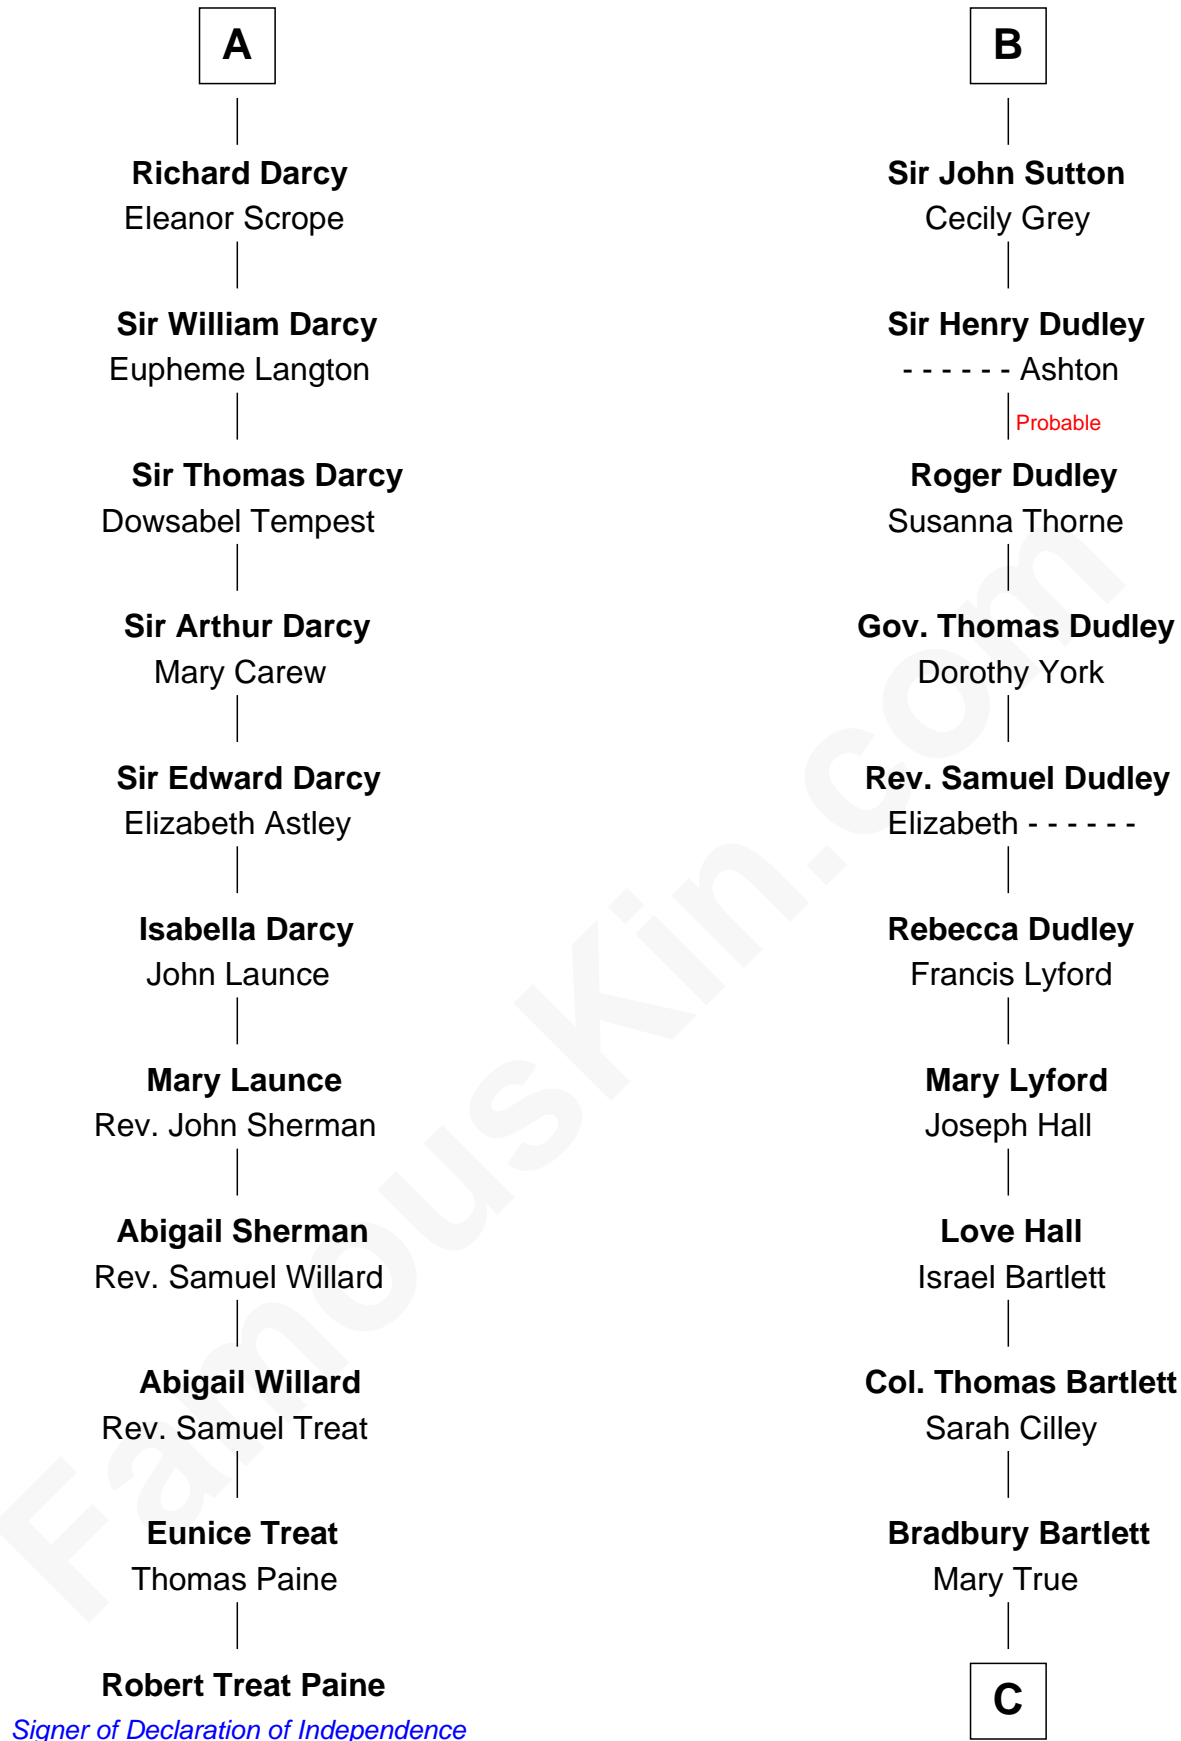 A
Richard Darcy
Eleanor Scrope
Sir William Darcy
Eupheme Langton
Sir Thomas Darcy
Dowsabel Tempest
Sir Arthur Darcy
Mary Carew
Sir Edward Darcy
Elizabeth Astley
Isabella Darcy
John Launce
Mary Launce
Rev. John Sherman
Abigail Sherman
Rev. Samuel Willard
Abigail Willard
Rev. Samuel Treat
Eunice Treat
Thomas Paine
Robert Treat Paine
Signer of Declaration of Independence
B
Sir John Sutton
Cecily Grey
Sir Henry Dudley
- - - - - - Ashton
Probable
Roger Dudley
Susanna Thorne
Gov. Thomas Dudley
Dorothy York
Rev. Samuel Dudley
Elizabeth - - - - - -
Rebecca Dudley
Francis Lyford
Mary Lyford
Joseph Hall
Love Hall
Israel Bartlett
Col. Thomas Bartlett
Sarah Cilley
Bradbury Bartlett
Mary True
C
FamousKin.com